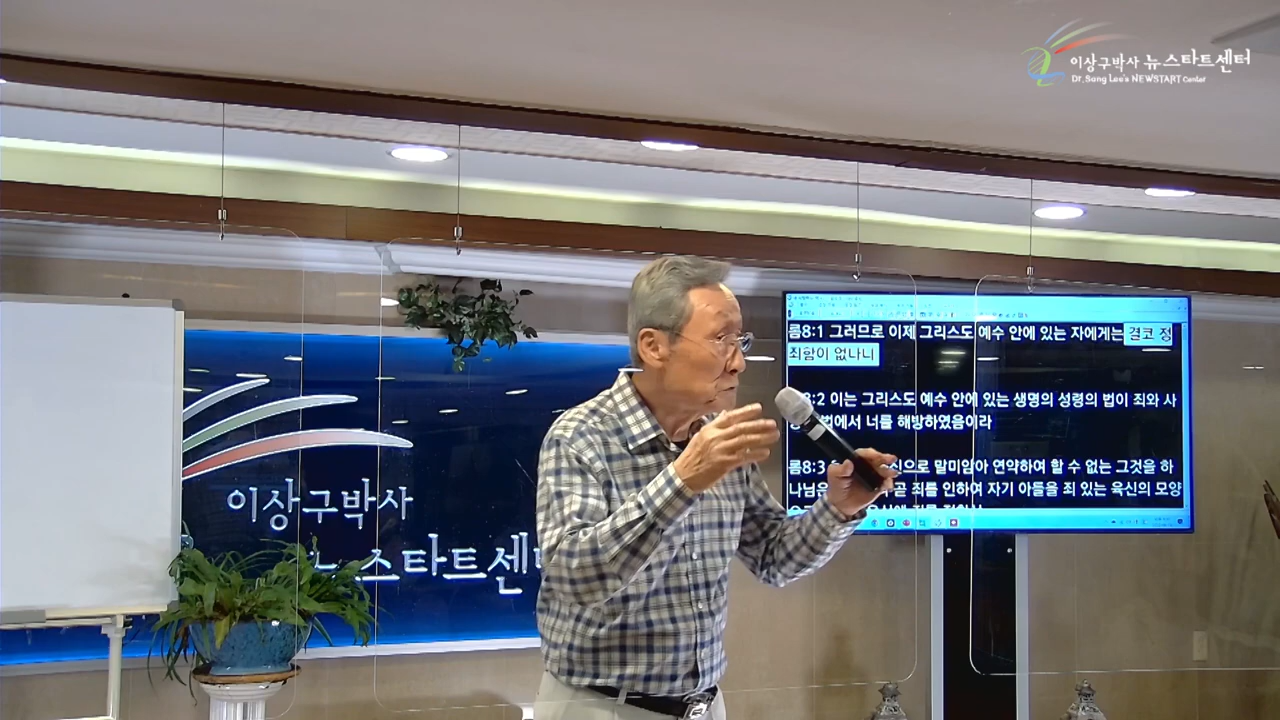 이상구박사 뉴스타트센터
Dr. Sang Lee's NEWSTART Center
롬8:1 그러므로 이제 그리스도 예수 안에 있는 자에게는 결코 정
죄함이 없나니
8:2 이는 그리스도 예수 안에 있는 생명의 성령의 법이 죄와 사
법에서 너를 해방하였음이라
롬8:3 신으로 말미암아 연약하여 할 수 없는 그것을 하
나님은 곧 죄를 인하여 자기 아들을 죄 있는 육신의 모양
이상구박사
뉴스타트센